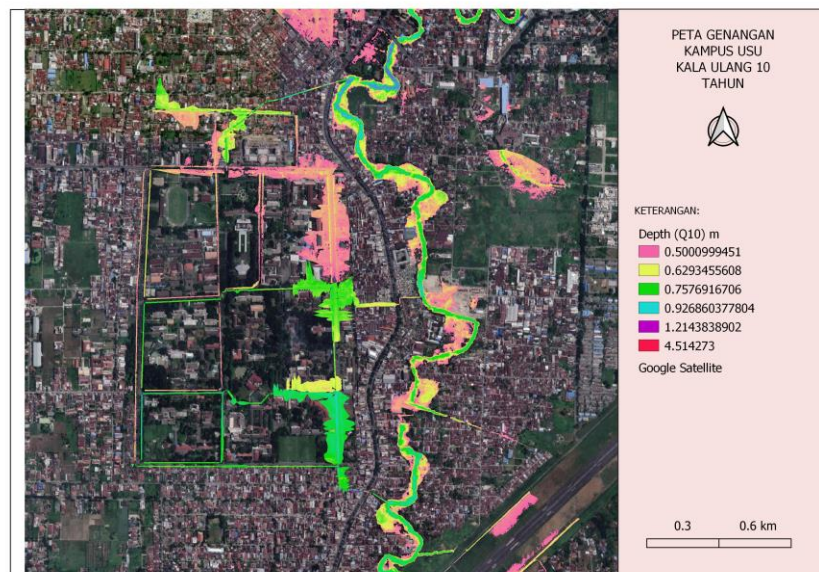 PETA GENANGAN
KAMPUS USU
KALA ULANG 10
TAHUN
KETERANGAN:
Depth (Q10) m
0.5000999451
0.6293455608
0.7576916706
0.926860377804
1.2143838902
4.514273
Google Satellite
0.3 0.6 km